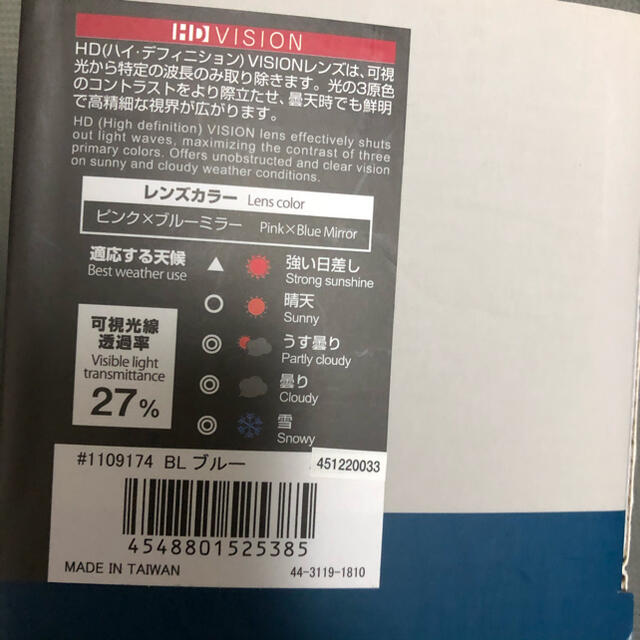 HD VISION
HD(ハイ・デフィニション) VISIONレンズは、可視
光から特定の波長のみ取り除きます。光の3原色
のコントラストをより際立たせ、曇天時でも鮮明
で高精細な視界が広がります。
HD (High definition) VISION lens effectively shuts
out light waves, maximizing the contrast of three
primary colors. Offers unobstructed and clear vision
on sunny and cloudy weather conditions.
レンズカラー Lens color
ピンク×ブルーミラー Pink×Blue Mirror
適応する天候 ▲ 強い日差し
Best weather use Strong sunshine
○ 晴天
Sunny
可視光線
透過率
Visible light
transmittance
27%
◎ うす曇り
Partly cloudy
◎ 曇り
Cloudy
◎ 雪
Snowy
#1109174 BL ブルー
451220033
4548801525385
MADE IN TAIWAN 44-3119-1810